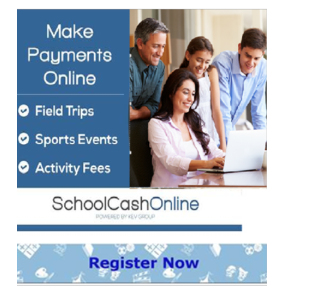 Make
Payments
Online
Field Trips
Sports Events
Activity Fees
SchoolCashOnline
POWERED BY KEV GROUP
Register Now